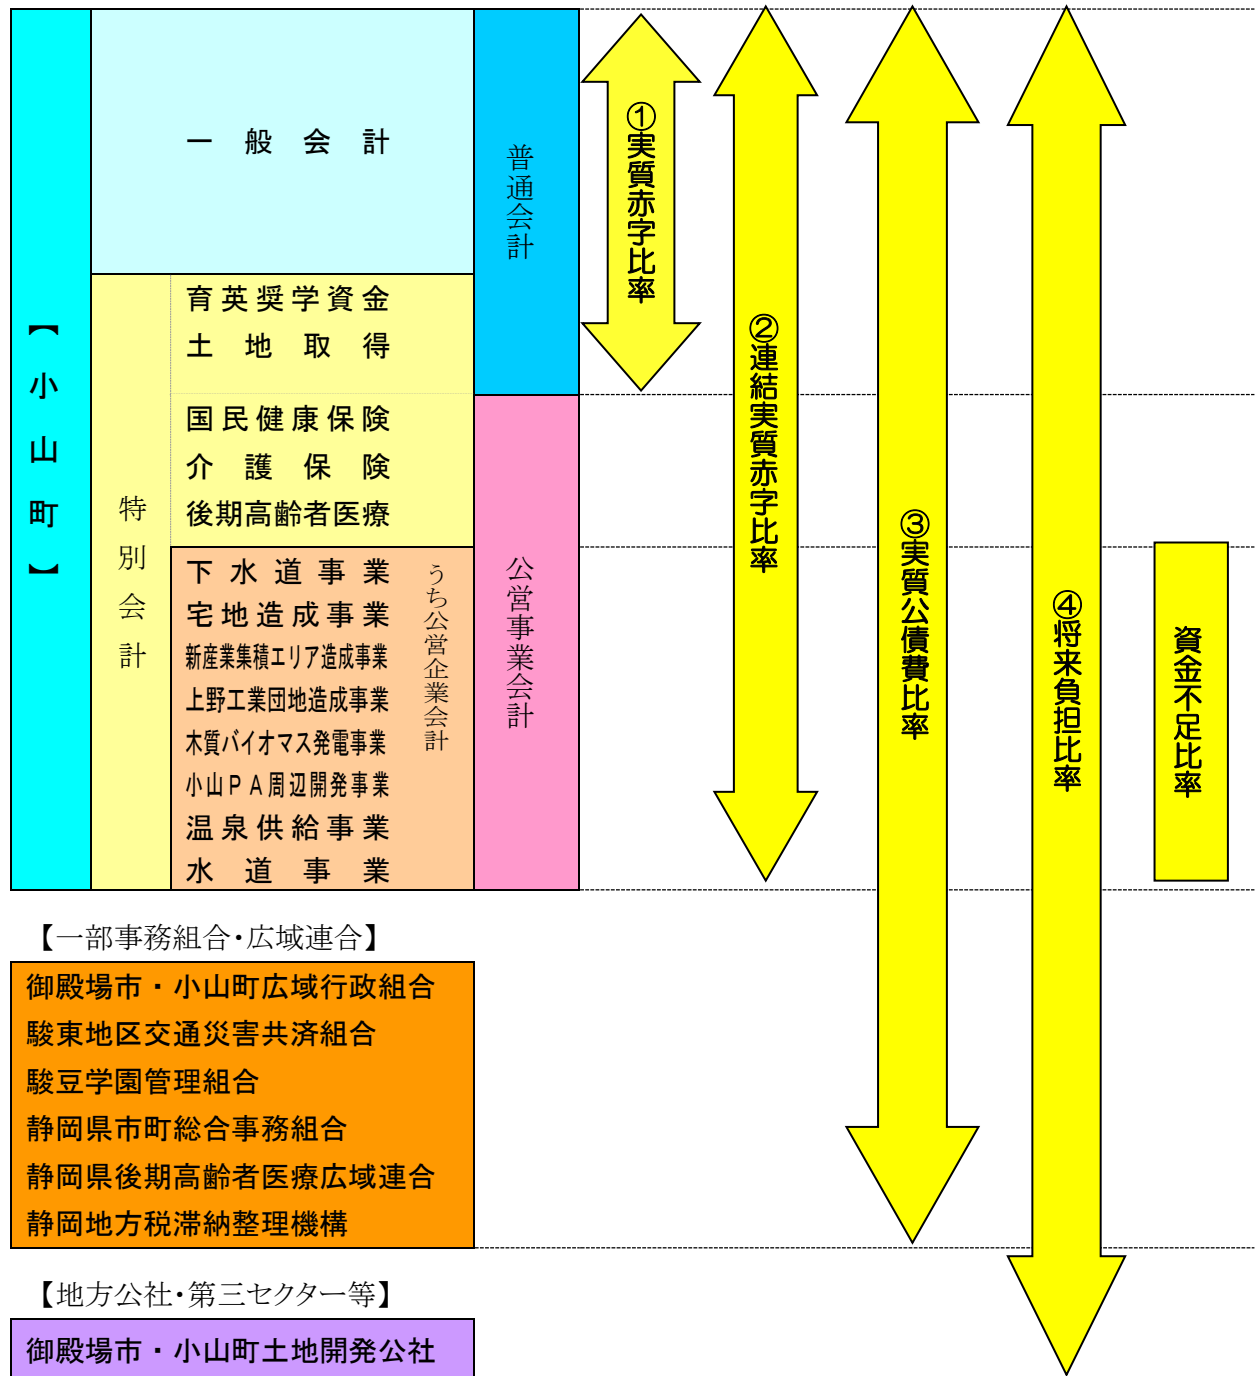 【小山町】
一般会計
特別会計
育英奨学資金
土地取得
国民健康保険
介護保険
後期高齢者医療
下水道事業
宅地造成事業
新産業集積エリア造成事業
上野工業団地造成事業
木質バイオマス発電事業
小山ＰＡ周辺開発事業
温泉供給事業
水道事業
うち公営企業会計
普通会計
公営事業会計
①実質赤字比率
②連結実質赤字比率
③実質公債費比率
④将来負担比率
資金不足比率
【一部事務組合・広域連合】
御殿場市・小山町広域行政組合
駿東地区交通災害共済組合
駿豆学園管理組合
静岡県市町総合事務組合
静岡県後期高齢者医療広域連合
静岡地方税滞納整理機構
【地方公社・第三セクター等】
御殿場市・小山町土地開発公社